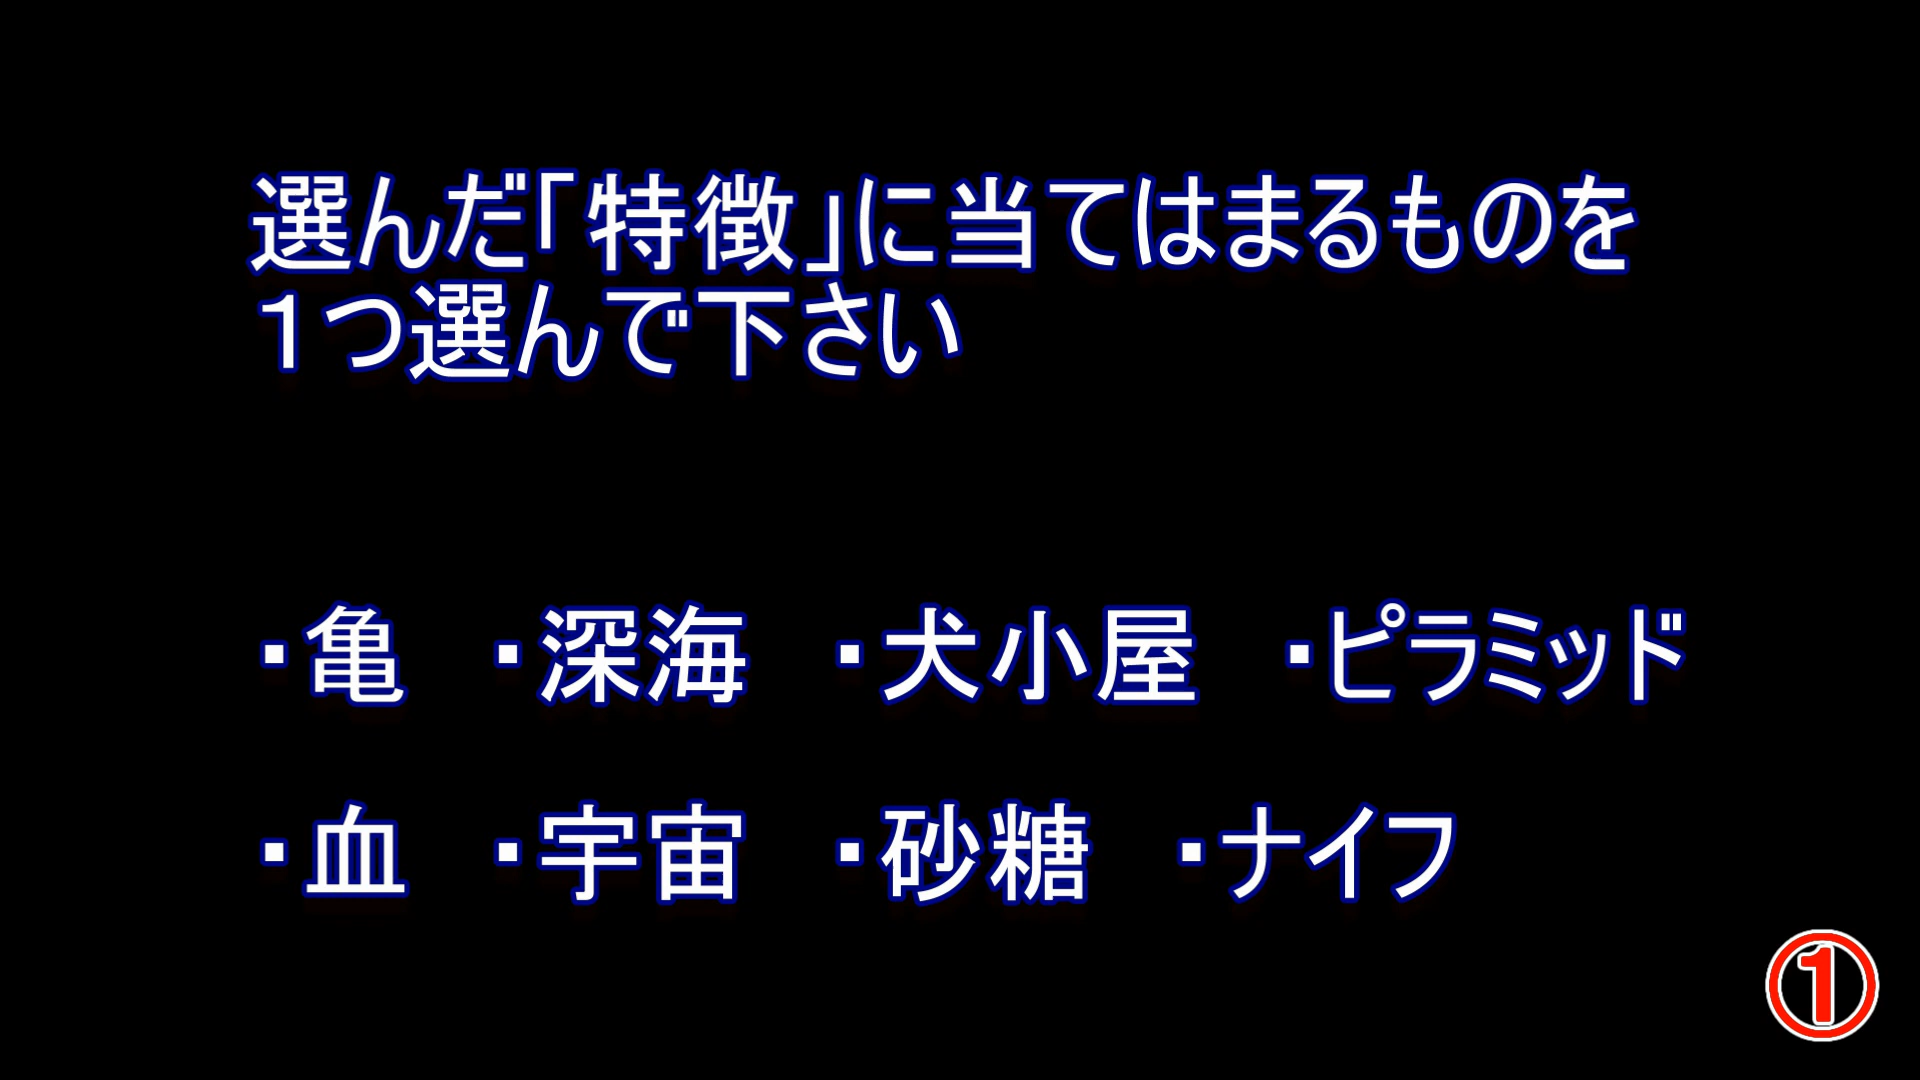 選んだ「特徴」に当てはまるものを
１つ選んで下さい
・亀　・深海　・犬小屋　・ピラミッド
・血　・宇宙　・砂糖　・ナイフ
①